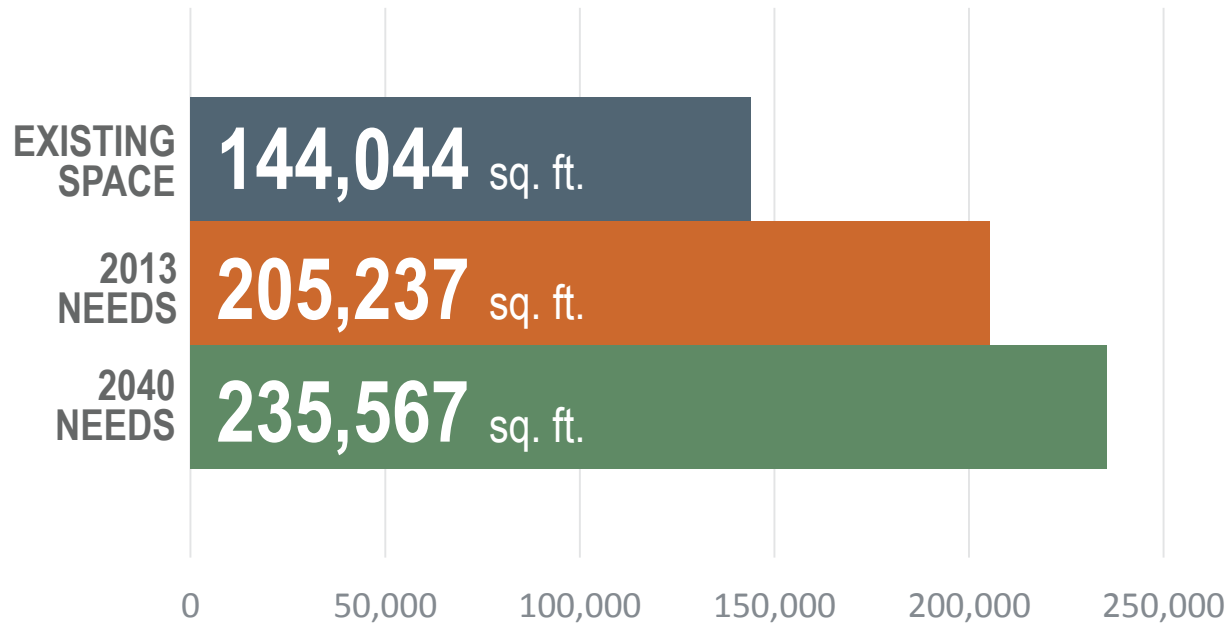 EXISTING
SPACE
144,044 sq. ft.
2013
NEEDS
205,237 sq. ft.
2040
NEEDS
235,567 sq. ft.
0 50,000 100,000 150,000 200,000 250,000